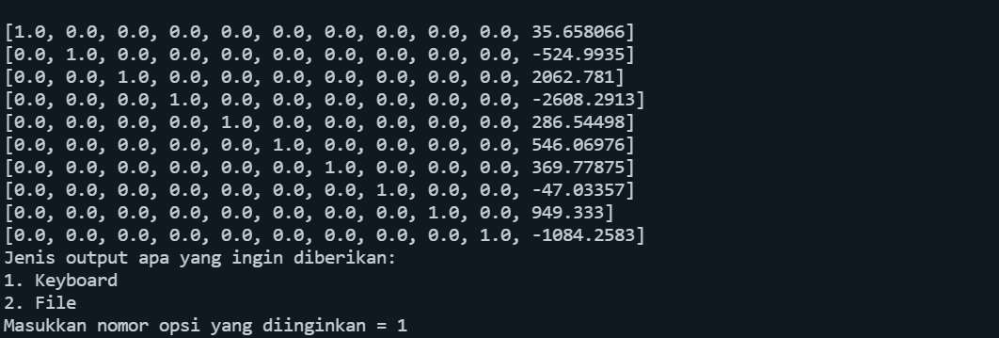 [1.0, 0.0, 0.0, 0.0, 0.0, 0.0, 0.0, 0.0, 0.0, 0.0, 35.658066]
[0.0, 1.0, 0.0, 0.0, 0.0, 0.0, 0.0, 0.0, 0.0, 0.0, -524.9935]
[0.0, 0.0, 1.0, 0.0, 0.0, 0.0, 0.0, 0.0, 0.0, 0.0, 2062.781]
[0.0, 0.0, 0.0, 1.0, 0.0, 0.0, 0.0, 0.0, 0.0, 0.0, -2608.2913]
[0.0, 0.0, 0.0, 0.0, 1.0, 0.0, 0.0, 0.0, 0.0, 0.0, 286.54498]
[0.0, 0.0, 0.0, 0.0, 0.0, 1.0, 0.0, 0.0, 0.0, 0.0, 546.06976]
[0.0, 0.0, 0.0, 0.0, 0.0, 0.0, 1.0, 0.0, 0.0, 0.0, 369.77875]
[0.0, 0.0, 0.0, 0.0, 0.0, 0.0, 0.0, 1.0, 0.0, 0.0, -47.03357]
[0.0, 0.0, 0.0, 0.0, 0.0, 0.0, 0.0, 0.0, 1.0, 0.0, 949.333]
[0.0, 0.0, 0.0, 0.0, 0.0, 0.0, 0.0, 0.0, 0.0, 1.0, -1084.2583]
Jenis output apa yang ingin diberikan:
1. Keyboard
2. File
Masukkan nomor opsi yang diinginkan = 1